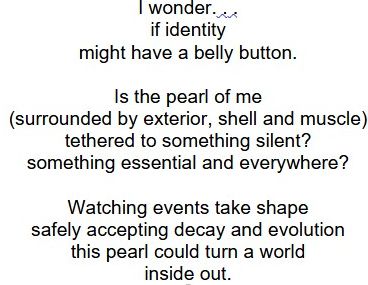 I wonder. . .
if identity
might have a belly button.
Is the pearl of me
(surrounded by exterior, shell and muscle)
tethered to something silent?
something essential and everywhere?
Watching events take shape
safely accepting decay and evolution
this pearl could turn a world
inside out.